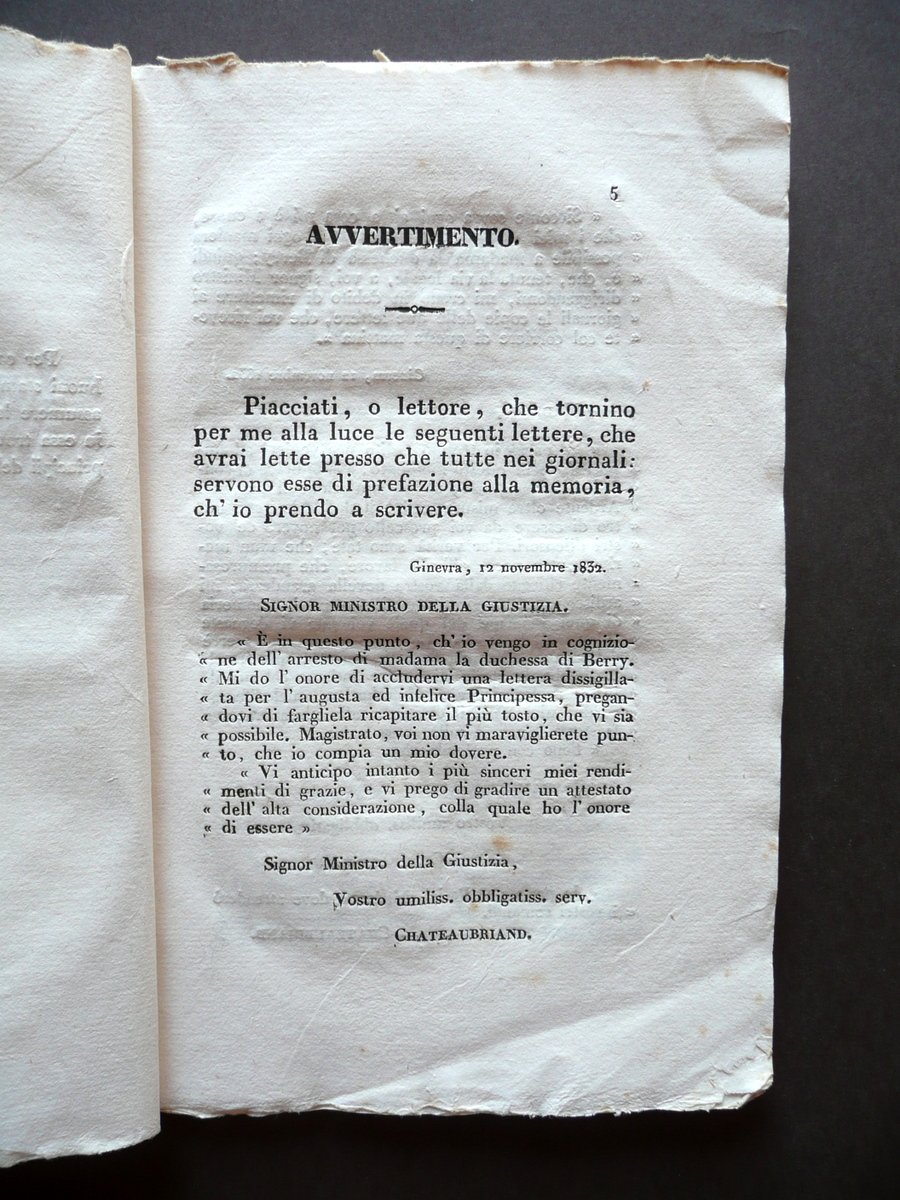 5
AVVERTIMENTO.
Piacciati, o lettore, che tornino
per me alla luce le seguenti lettere, che
avrai lette presso che tutte nei giornali:
servono esse di prefazione alla memoria,
ch' io prendo a scrivere.
Ginevra, 12 novembre 1832.
SIGNOR MINISTRO DELLA GIUSTIZIA.
« È in questo punto, ch' io vengo in cognizio-
« ne dell' arresto di madama la duchessa di Berry.
« Mi do l' onore di accludervi una lettera dissigilla-
« ta per l' augusta ed infelice Principessa, pregan-
« dovi di fargliela ricapitare il più tosto, che vi sia
« possibile. Magistrato, voi non vi maraviglierete pun-
« to, che io compia un mio dovere.
« Vi anticipo intanto i più sinceri miei rendi-
« menti di grazie, e vi prego di gradire un attestato
« dell' alta considerazione, colla quale ho l' onore
« di essere »
Signor Ministro della Giustizia,
Vostro umiliss. obbligatiss. serv.
CHATEAUBRIAND.